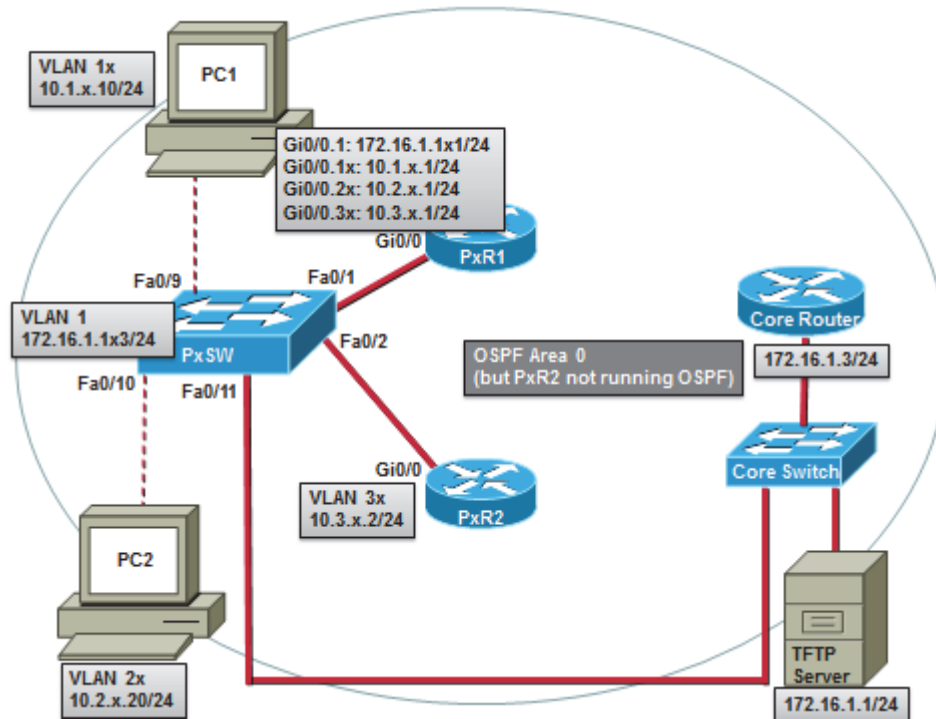 VLAN 1x
10.1.x.10/24
PC1
Gi0/0.1: 172.16.1.1x1/24
Gi0/0.1x: 10.1.x.1/24
Gi0/0.2x: 10.2.x.1/24
Gi0/0.3x: 10.3.x.1/24
Gi0/0
PxR1
Fa0/9
Fa0/1
VLAN 1
172.16.1.1x3/24
PxSW
Fa0/2
Fa0/10
Fa0/11
Core Router
172.16.1.3/24
OSPF Area 0
(but PxR2 not running OSPF)
Core Switch
Gi0/0
VLAN 3x
10.3.x.2/24
PxR2
PC2
VLAN 2x
10.2.x.20/24
TFTP
Server
172.16.1.1/24